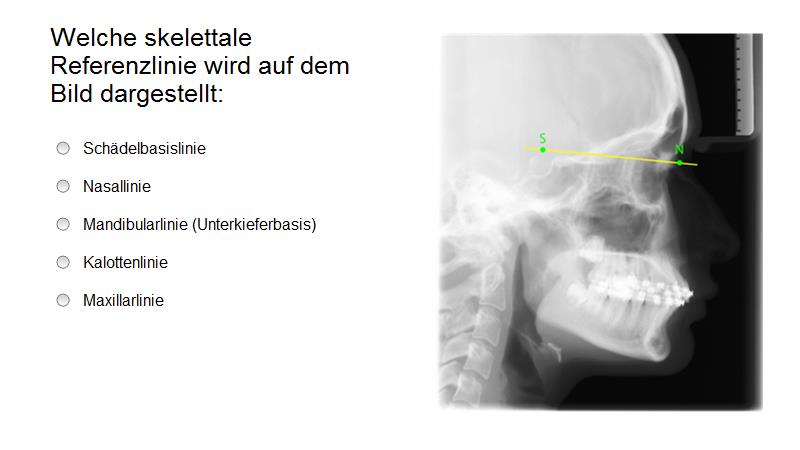 Welche skelettale
Referenzlinie wird auf dem
Bild dargestellt:
Schädelbasislinie
Nasallinie
Mandibularlinie (Unterkieferbasis)
Kalottenlinie
Maxillarlinie
S
N